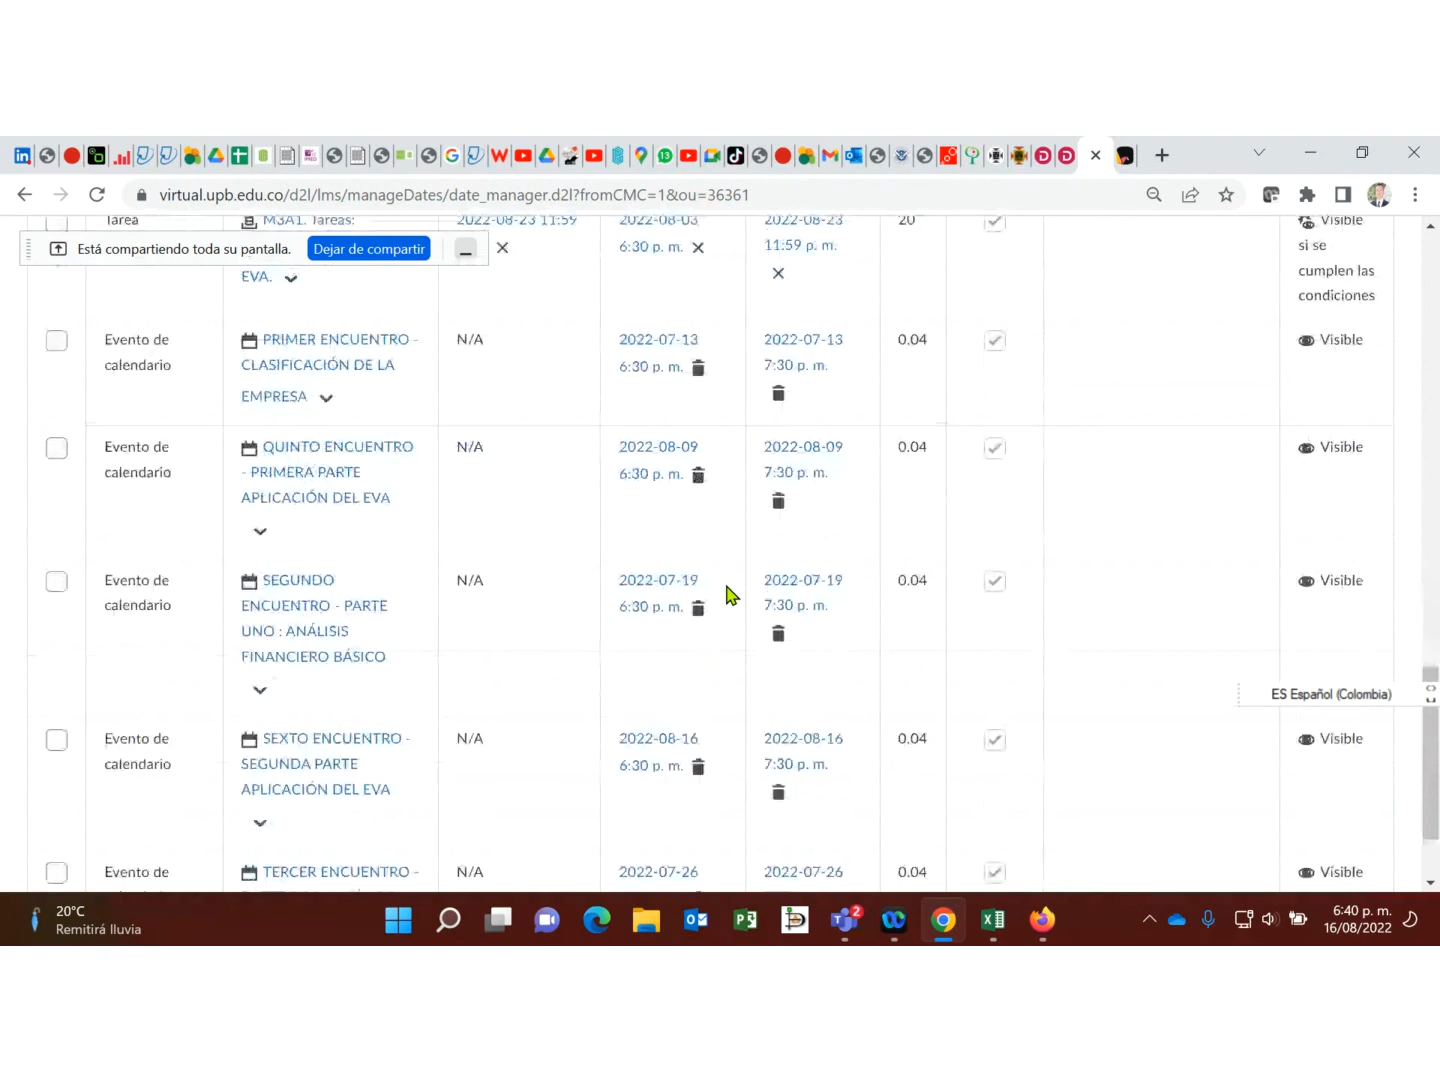 virtual.upb.edu.co/d2l/lms/manageDates/date_manager.d2l?fromCMC=1&ou=36361
Tarea M3A1. Tareas: 2022-08-23 11:59 2022-08-03 2022-08-23 20 Visible
Está compartiendo toda su pantalla. Dejar de compartir 6:30 p. m. 11:59 p. m. si se
EVA. cumplen las
condiciones
Evento de PRIMER ENCUENTRO - N/A 2022-07-13 2022-07-13 0.04 Visible
calendario CLASIFICACIÓN DE LA 6:30 p. m. 7:30 p. m.
EMPRESA
Evento de QUINTO ENCUENTRO N/A 2022-08-09 2022-08-09 0.04 Visible
calendario - PRIMERA PARTE 6:30 p. m. 7:30 p. m.
APLICACIÓN DEL EVA
Evento de SEGUNDO N/A 2022-07-19 2022-07-19 0.04 Visible
calendario ENCUENTRO - PARTE 6:30 p. m. 7:30 p. m.
UNO : ANÁLISIS
FINANCIERO BÁSICO
ES Español (Colombia)
Evento de SEXTO ENCUENTRO - N/A 2022-08-16 2022-08-16 0.04 Visible
calendario SEGUNDA PARTE 6:30 p. m. 7:30 p. m.
APLICACIÓN DEL EVA
Evento de TERCER ENCUENTRO - N/A 2022-07-26 2022-07-26 0.04 Visible
20°C 6:40 p. m.
Remitirá lluvia 2 16/08/2022